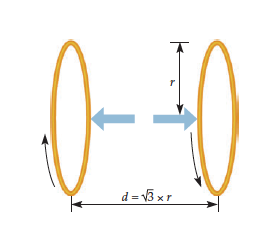 r
d = √3 × r